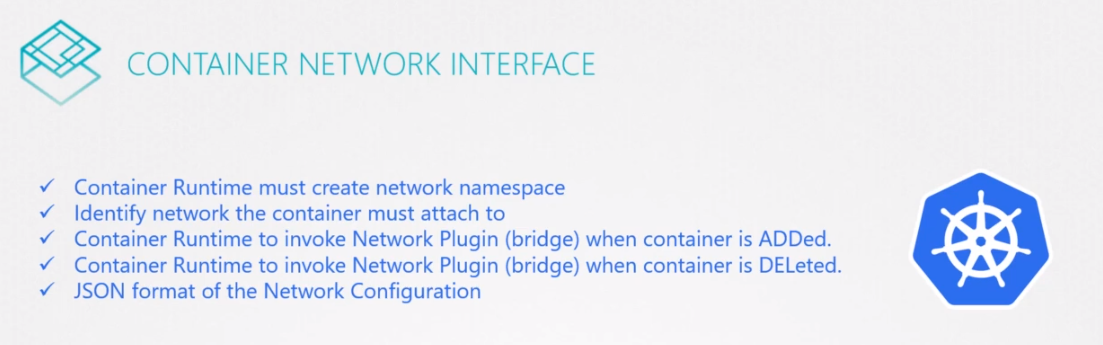 CONTAINER NETWORK INTERFACE
✓ Container Runtime must create network namespace
✓ Identify network the container must attach to
✓ Container Runtime to invoke Network Plugin (bridge) when container is ADDed.
✓ Container Runtime to invoke Network Plugin (bridge) when container is DELeted.
✓ JSON format of the Network Configuration